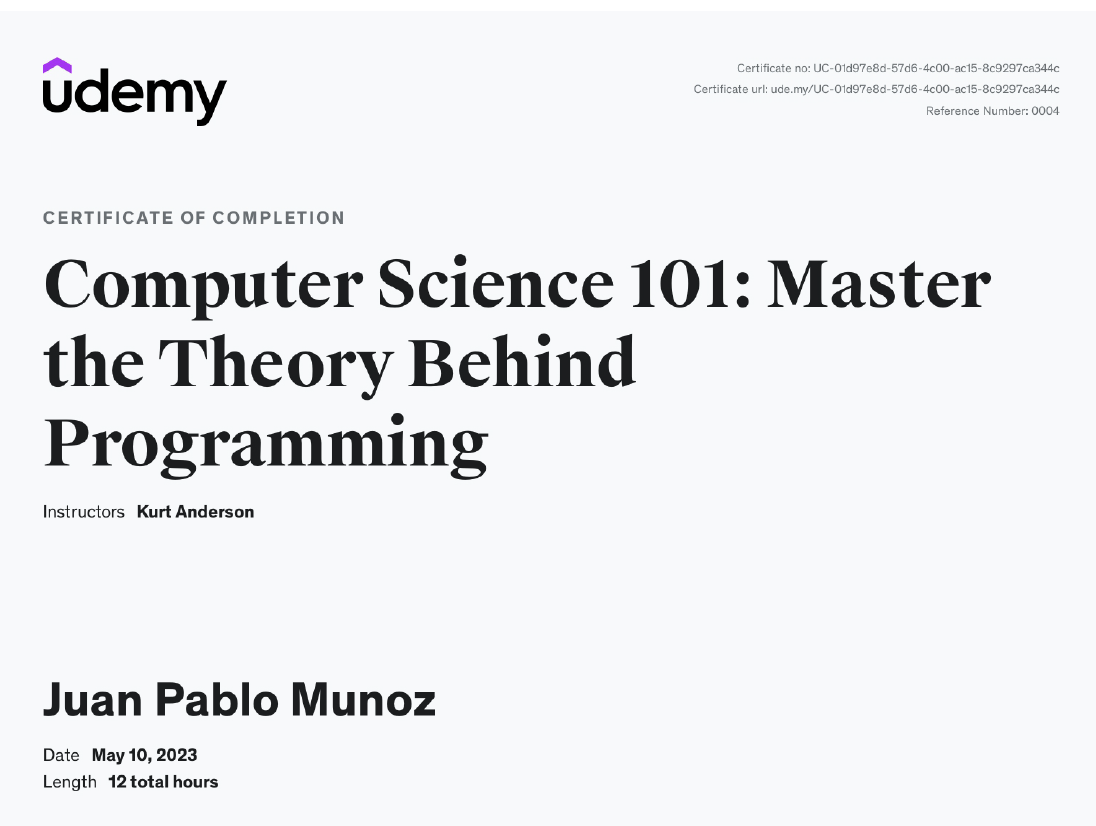 udemy
Certificate no: UC-01d97e8d-57d6-4c00-ac15-8c9297ca344c
Certificate url: ude.my/UC-01d97e8d-57d6-4c00-ac15-8c9297ca344c
Reference Number: 0004
CERTIFICATE OF COMPLETION
Computer Science 101: Master
the Theory Behind
Programming
Instructors Kurt Anderson
Juan Pablo Munoz
Date May 10, 2023
Length 12 total hours